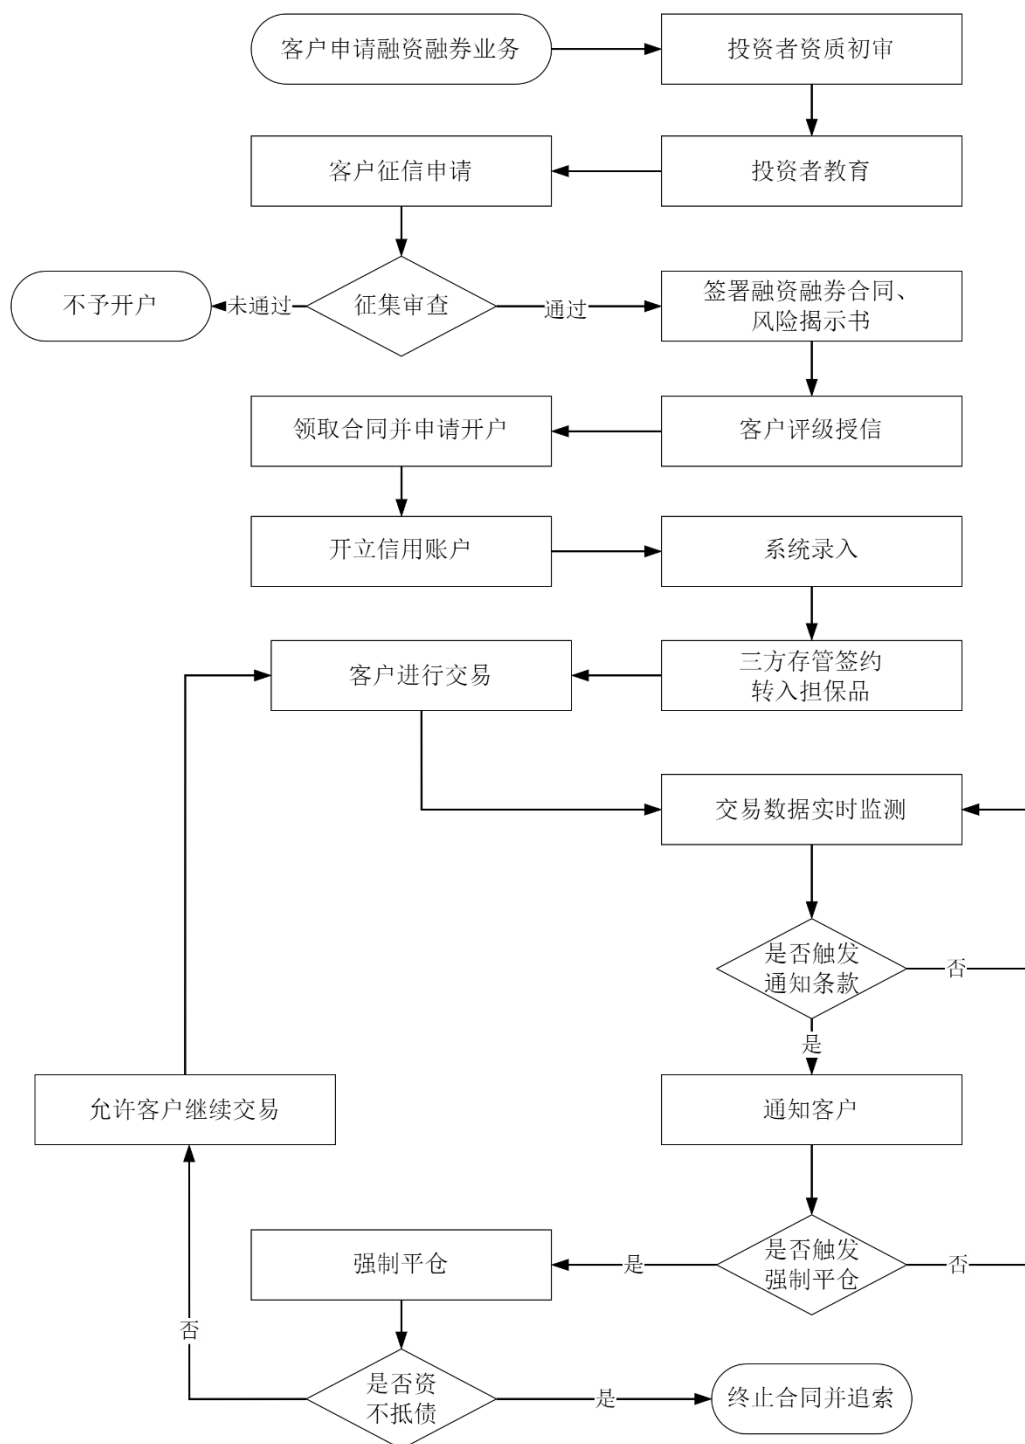 客户申请融资融券业务
投资者资质初审
客户征信申请
投资者教育
不予开户
未通过
征集审查
通过
签署融资融券合同、
风险揭示书
领取合同并申请开户
客户评级授信
开立信用账户
系统录入
客户进行交易
三方存管签约
转入担保品
交易数据实时监测
是否触发
通知条款
否
是
允许客户继续交易
通知客户
强制平仓
是
是否触发
强制平仓
否
否
是否资
不抵债
是
终止合同并追索